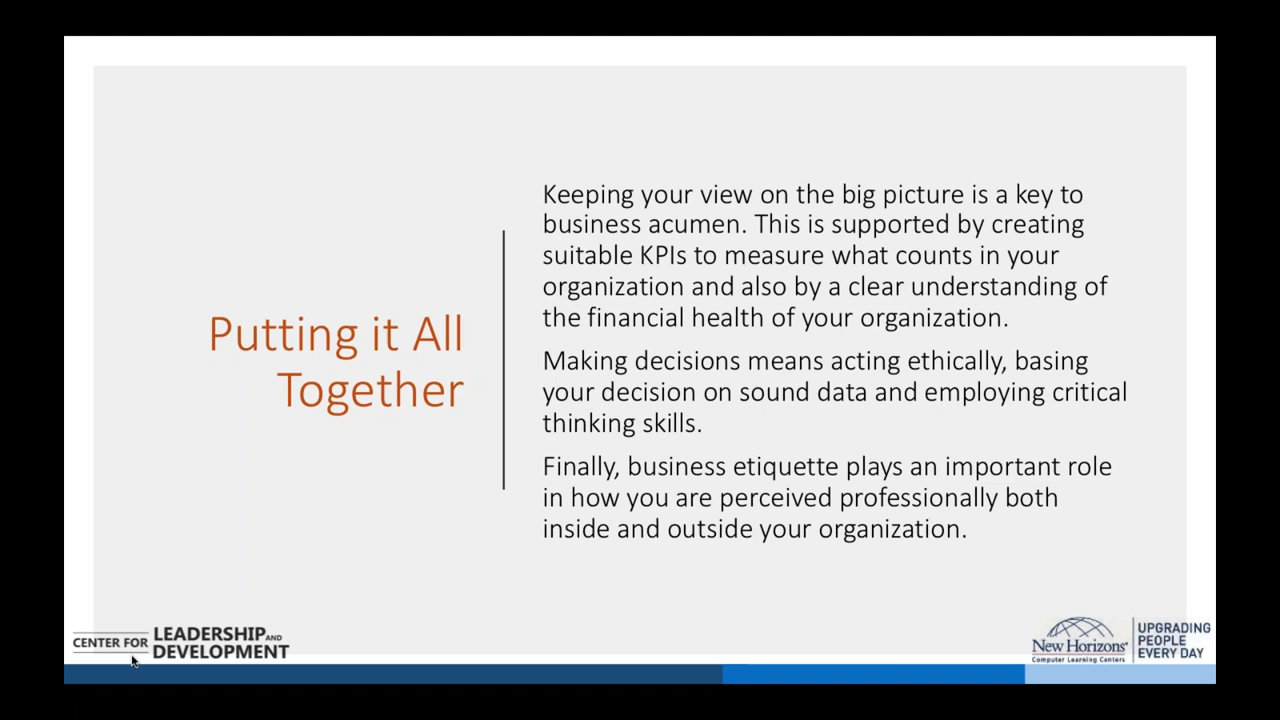 Putting it All
Together
Keeping your view on the big picture is a key to
business acumen. This is supported by creating
suitable KPIs to measure what counts in your
organization and also by a clear understanding of
the financial health of your organization.
Making decisions means acting ethically, basing
your decision on sound data and employing critical
thinking skills.
Finally, business etiquette plays an important role
in how you are perceived professionally both
inside and outside your organization.
CENTER FOR LEADERSHIP AND
DEVELOPMENT
New Horizons®
Computer Learning Centers
UPGRADING
PEOPLE
EVERY DAY